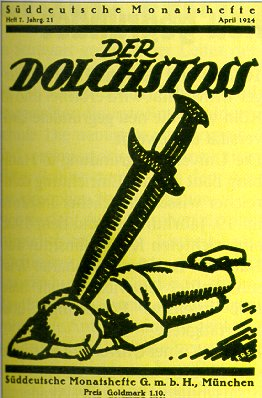 Süddeutsche Monatshefte
Heft 7. Jahrg. 21 April 1924
DER
DOLCHSTOSS
Süddeutsche Monatshefte G. m. b. H., München
Preis Goldmark 1.10.